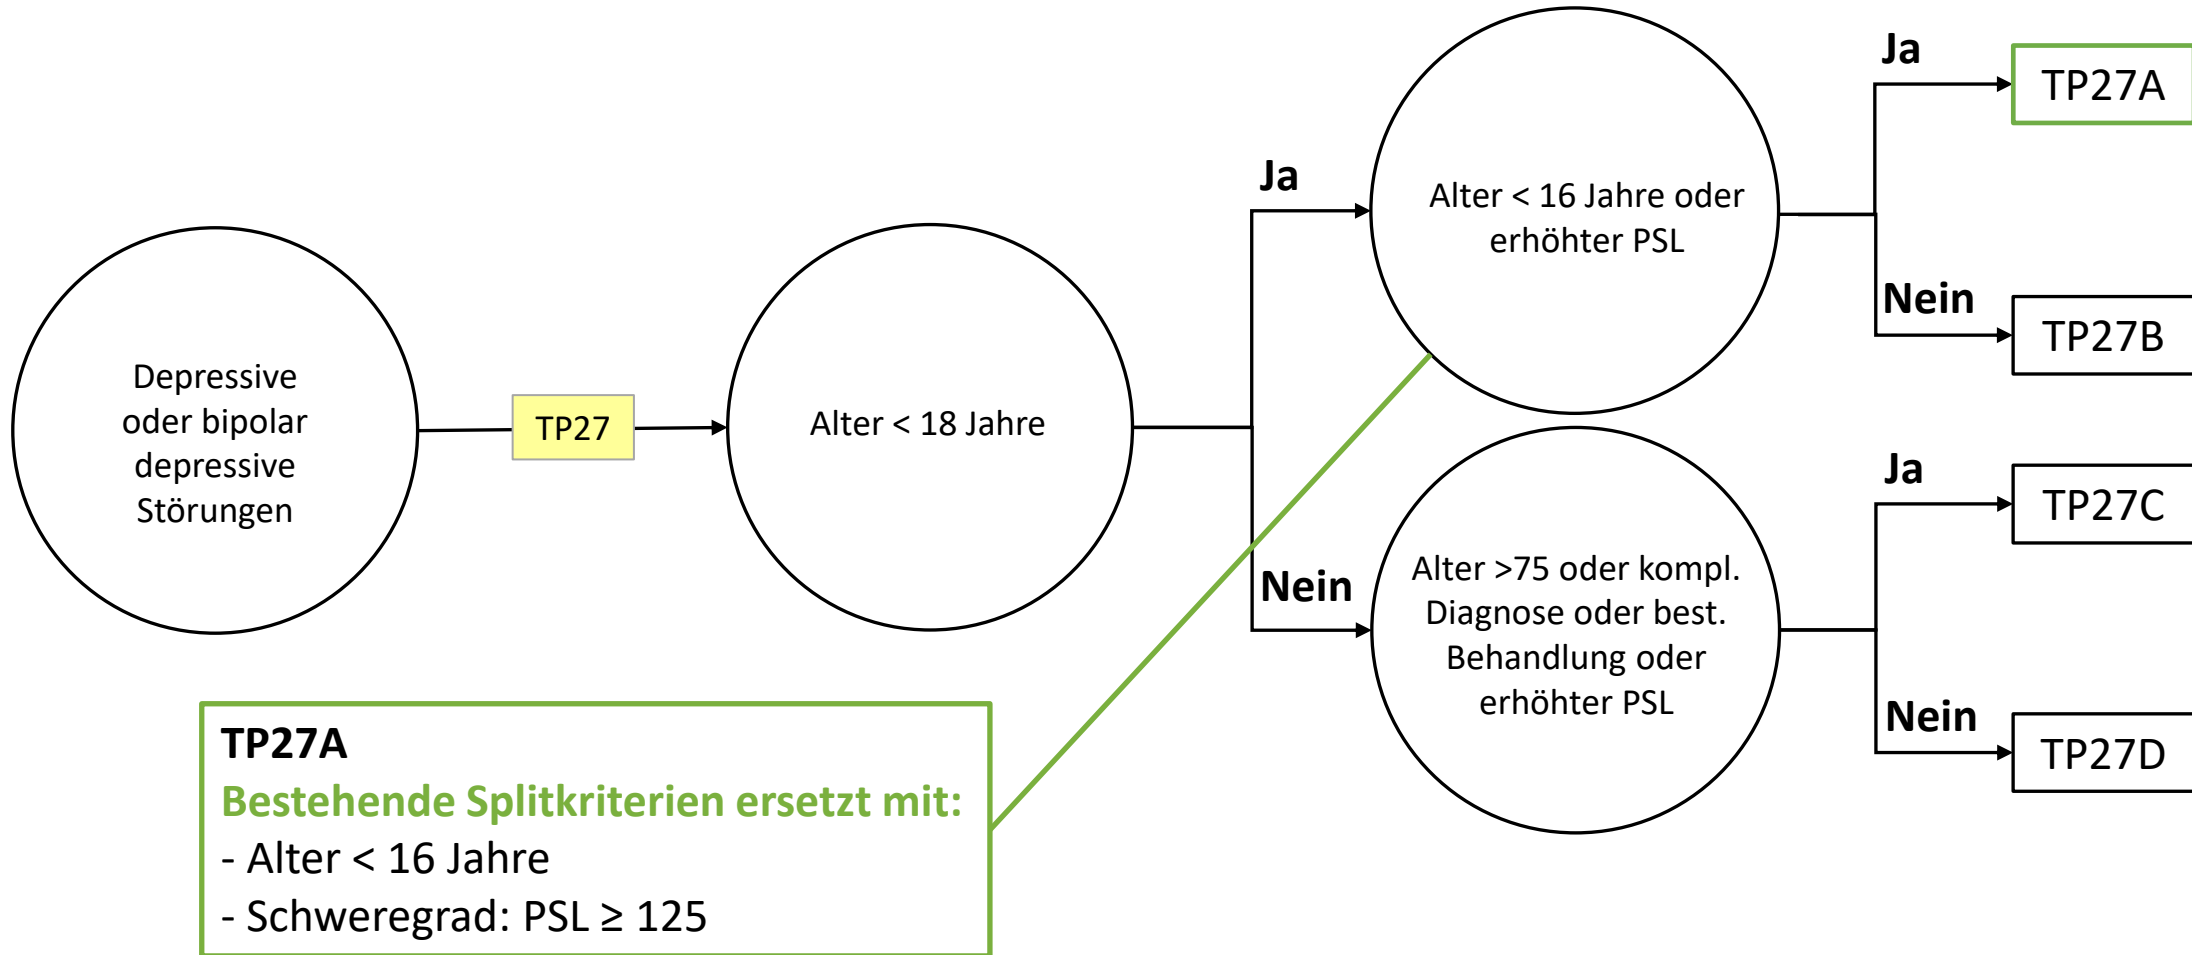 Depressive
oder bipolar
depressive
Störungen
TP27
Alter < 18 Jahre
Ja
Alter < 16 Jahre oder
erhöhter PSL
Ja
TP27A
Nein
TP27B
Nein
Alter >75 oder kompl.
Diagnose oder best.
Behandlung oder
erhöhter PSL
Ja
TP27C
Nein
TP27D
TP27A
Bestehende Splitkriterien ersetzt mit:
- Alter < 16 Jahre
- Schweregrad: PSL ≥ 125